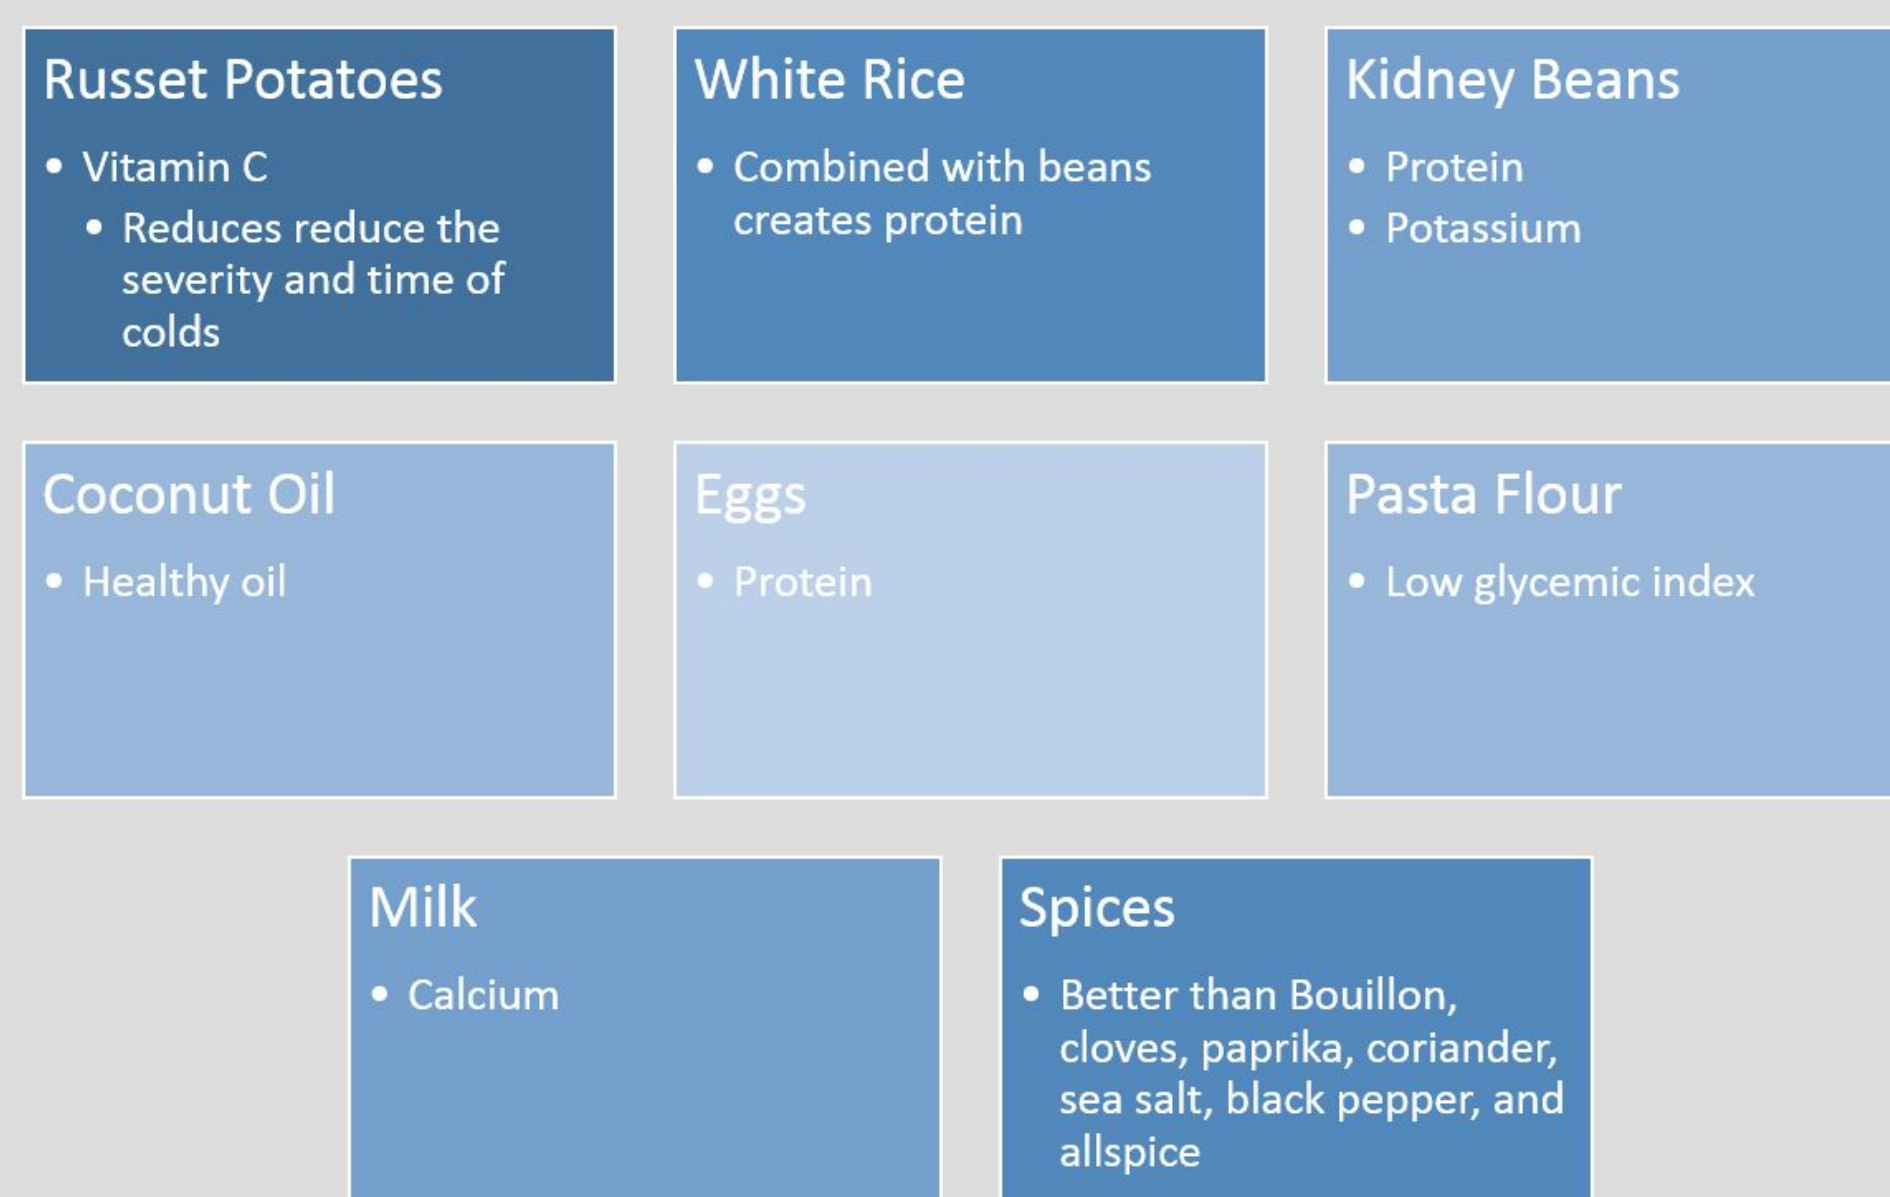 Russet Potatoes
• Vitamin C
• Reduces reduce the
severity and time of
colds
White Rice
• Combined with beans
creates protein
Kidney Beans
• Protein
• Potassium
Coconut Oil
• Healthy oil
Eggs
• Protein
Pasta Flour
• Low glycemic index
Milk
• Calcium
Spices
• Better than Bouillon,
cloves, paprika, coriander,
sea salt, black pepper, and
allspice